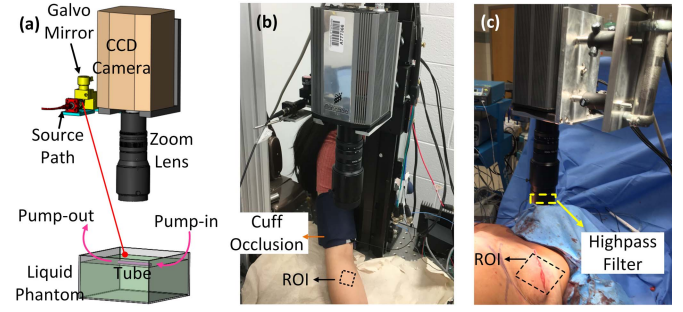 (a)
Galvo
Mirror
CCD
Camera
Source
Path
Zoom
Lens
Pump-out
Pump-in
Tube
Liquid
Phantom
(b)
A777396
Cuff
Occlusion
ROI
(c)
ROI
Highpass
Filter